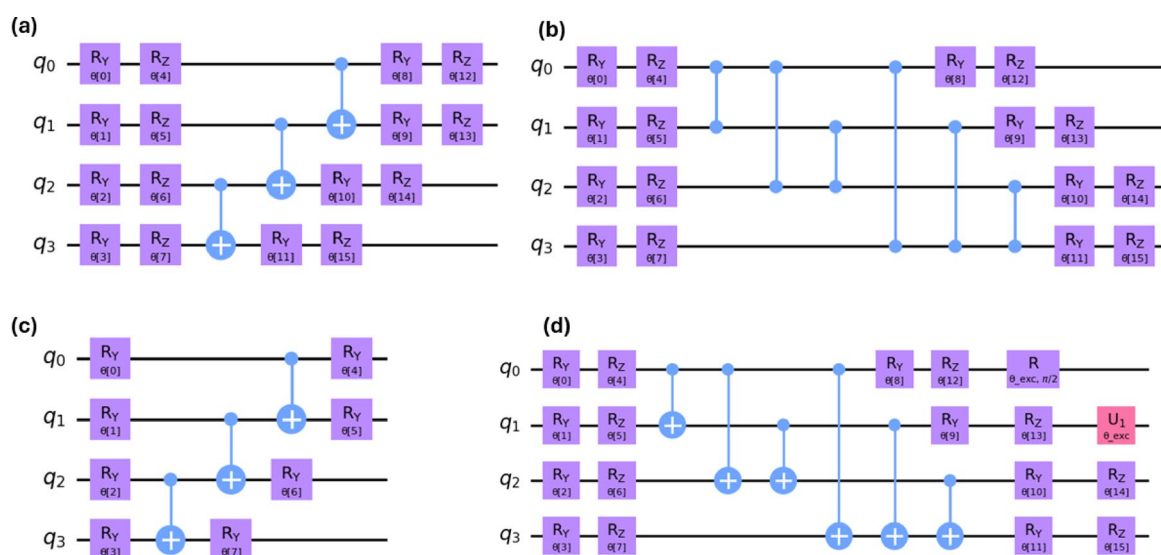 (a)
q0 RY θ[0] RZ θ[4] RY θ[8] RZ θ[12]
q1 RY θ[1] RZ θ[5] RY θ[9] RZ θ[13]
q2 RY θ[2] RZ θ[6] RY θ[10] RZ θ[14]
q3 RY θ[3] RZ θ[7] RY θ[11] RZ θ[15]
(b)
q0 RY θ[0] RZ θ[4] RY θ[8] RZ θ[12]
q1 RY θ[1] RZ θ[5] RY θ[9] RZ θ[13]
q2 RY θ[2] RZ θ[6] RY θ[10] RZ θ[14]
q3 RY θ[3] RZ θ[7] RY θ[11] RZ θ[15]
(c)
q0 RY θ[0] RY θ[4]
q1 RY θ[1] RY θ[5]
q2 RY θ[2] RY θ[6]
q3 RY θ[3] RY θ[7]
(d)
q0 RY θ[0] RZ θ[4] RY θ[8] RZ θ[12] R θ_exc, π/2
q1 RY θ[1] RZ θ[5] RY θ[9] RZ θ[13] U1 θ_exc
q2 RY θ[2] RZ θ[6] RY θ[10] RZ θ[14]
q3 RY θ[3] RZ θ[7] RY θ[11] RZ θ[15]